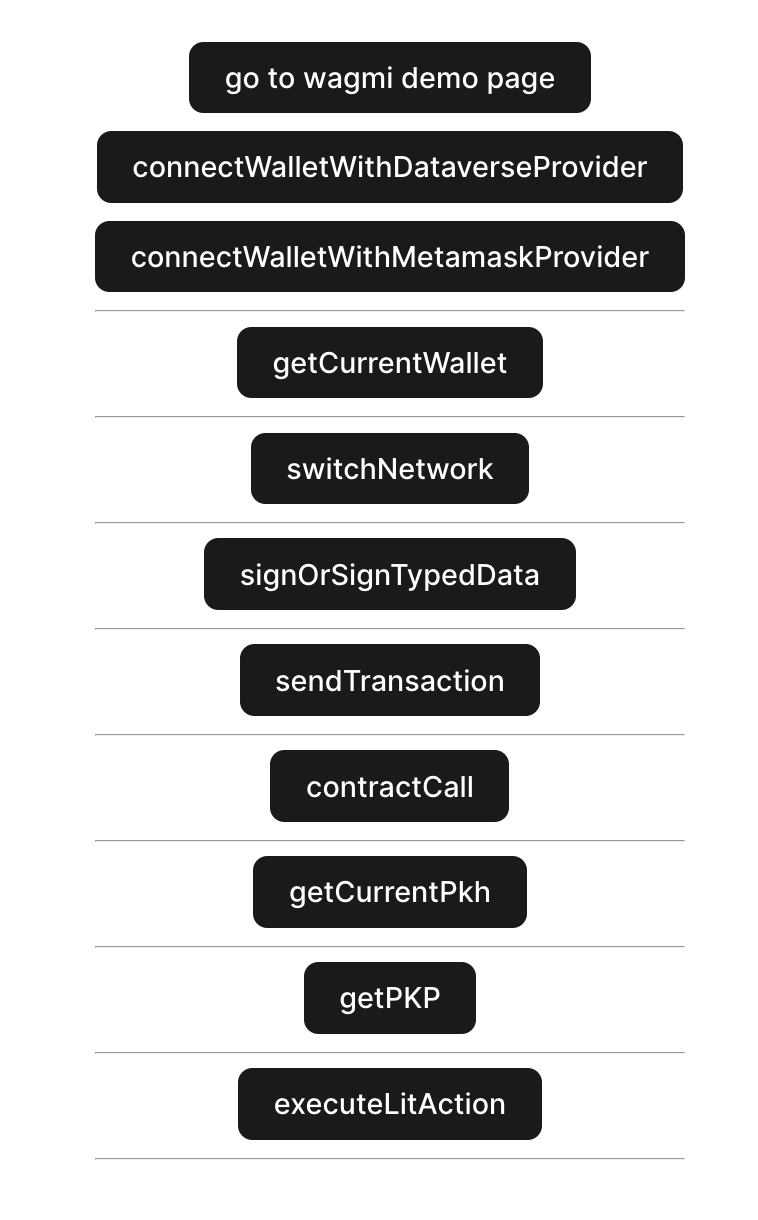 go to wagmi demo page
connectWalletWithDataverseProvider
connectWalletWithMetamaskProvider
getCurrentWallet
switchNetwork
signOrSignTypedData
sendTransaction
contractCall
getCurrentPkh
getPKP
executeLitAction